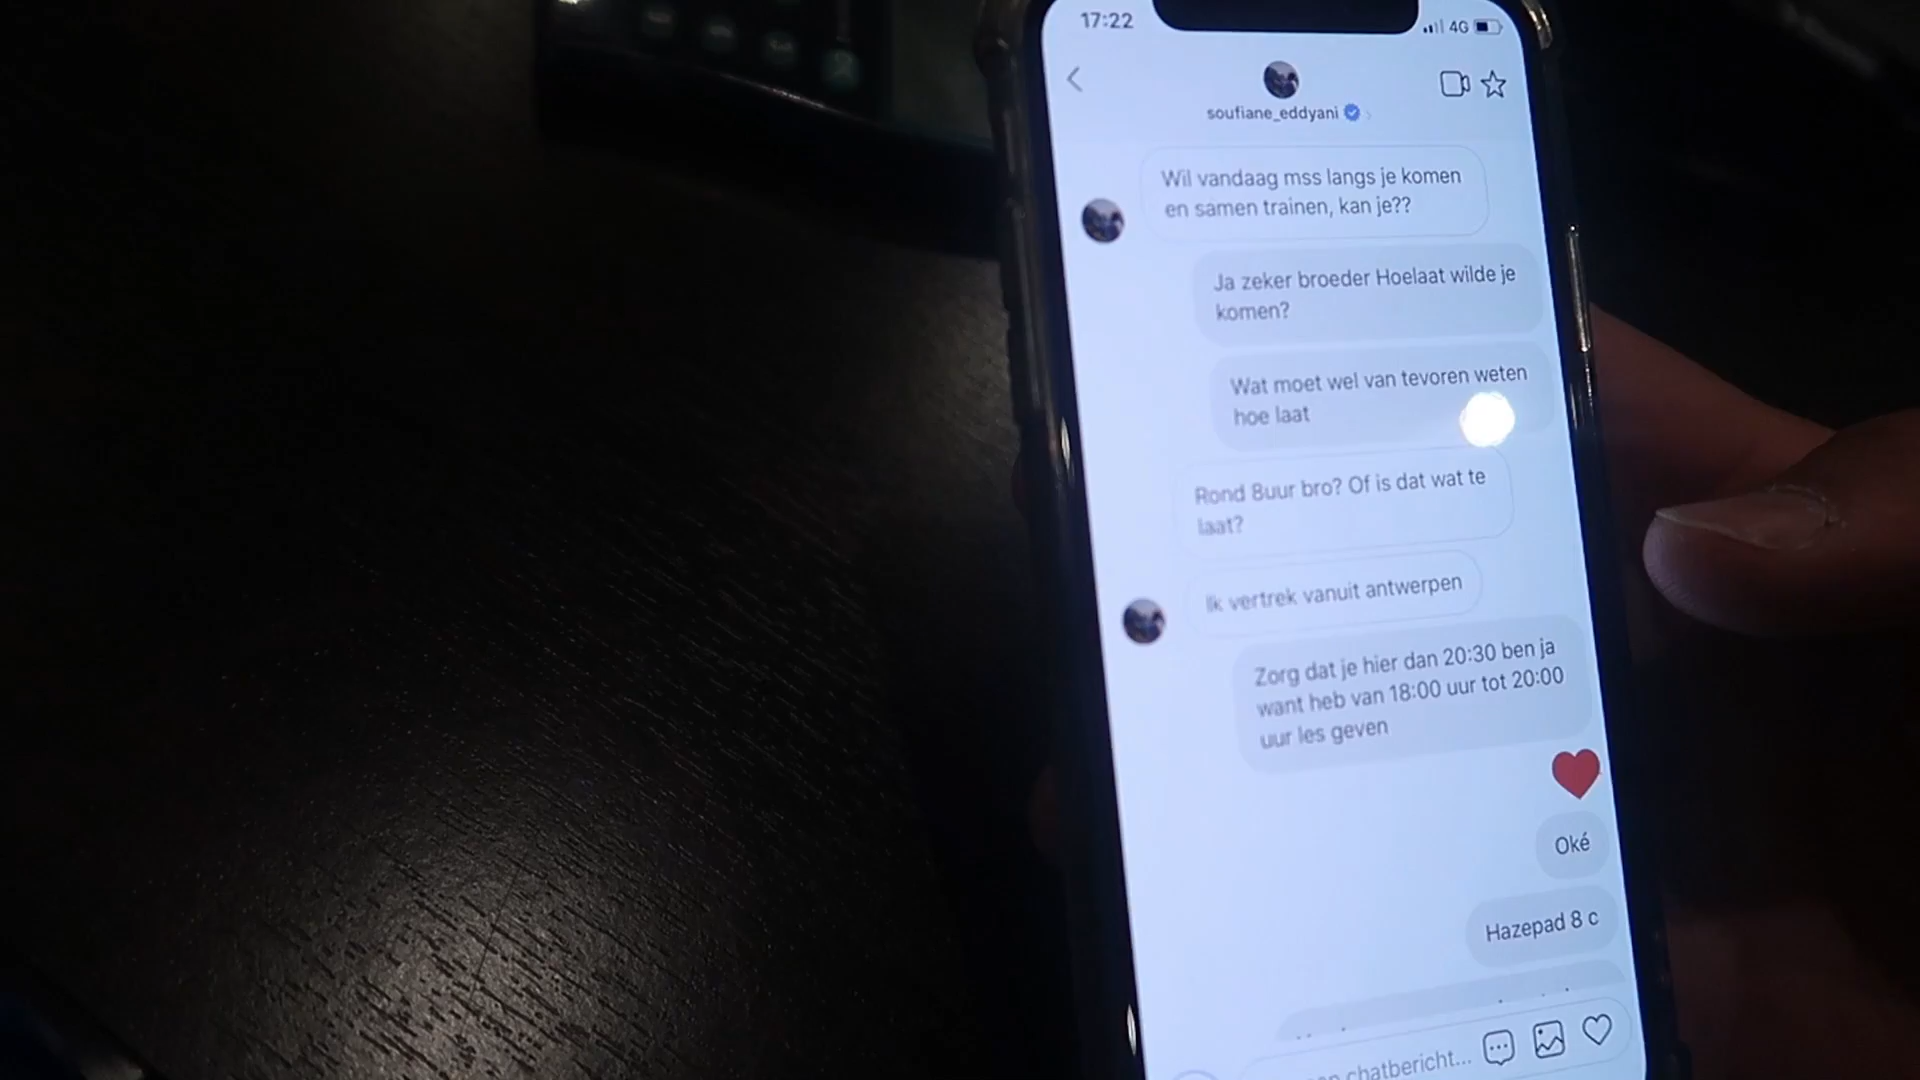 17:22
4G
soufiane_eddyani
Wil vandaag mss langs je komen
en samen trainen, kan je??
Ja zeker broeder Hoelaat wilde je
komen?
Wat moet wel van tevoren weten
hoe laat
Rond 8uur bro? Of is dat wat te
laat?
Ik vertrek vanuit antwerpen
Zorg dat je hier dan 20:30 ben ja
want heb van 18:00 uur tot 20:00
uur les geven
Oké
Hazepad 8 c
chatbericht...